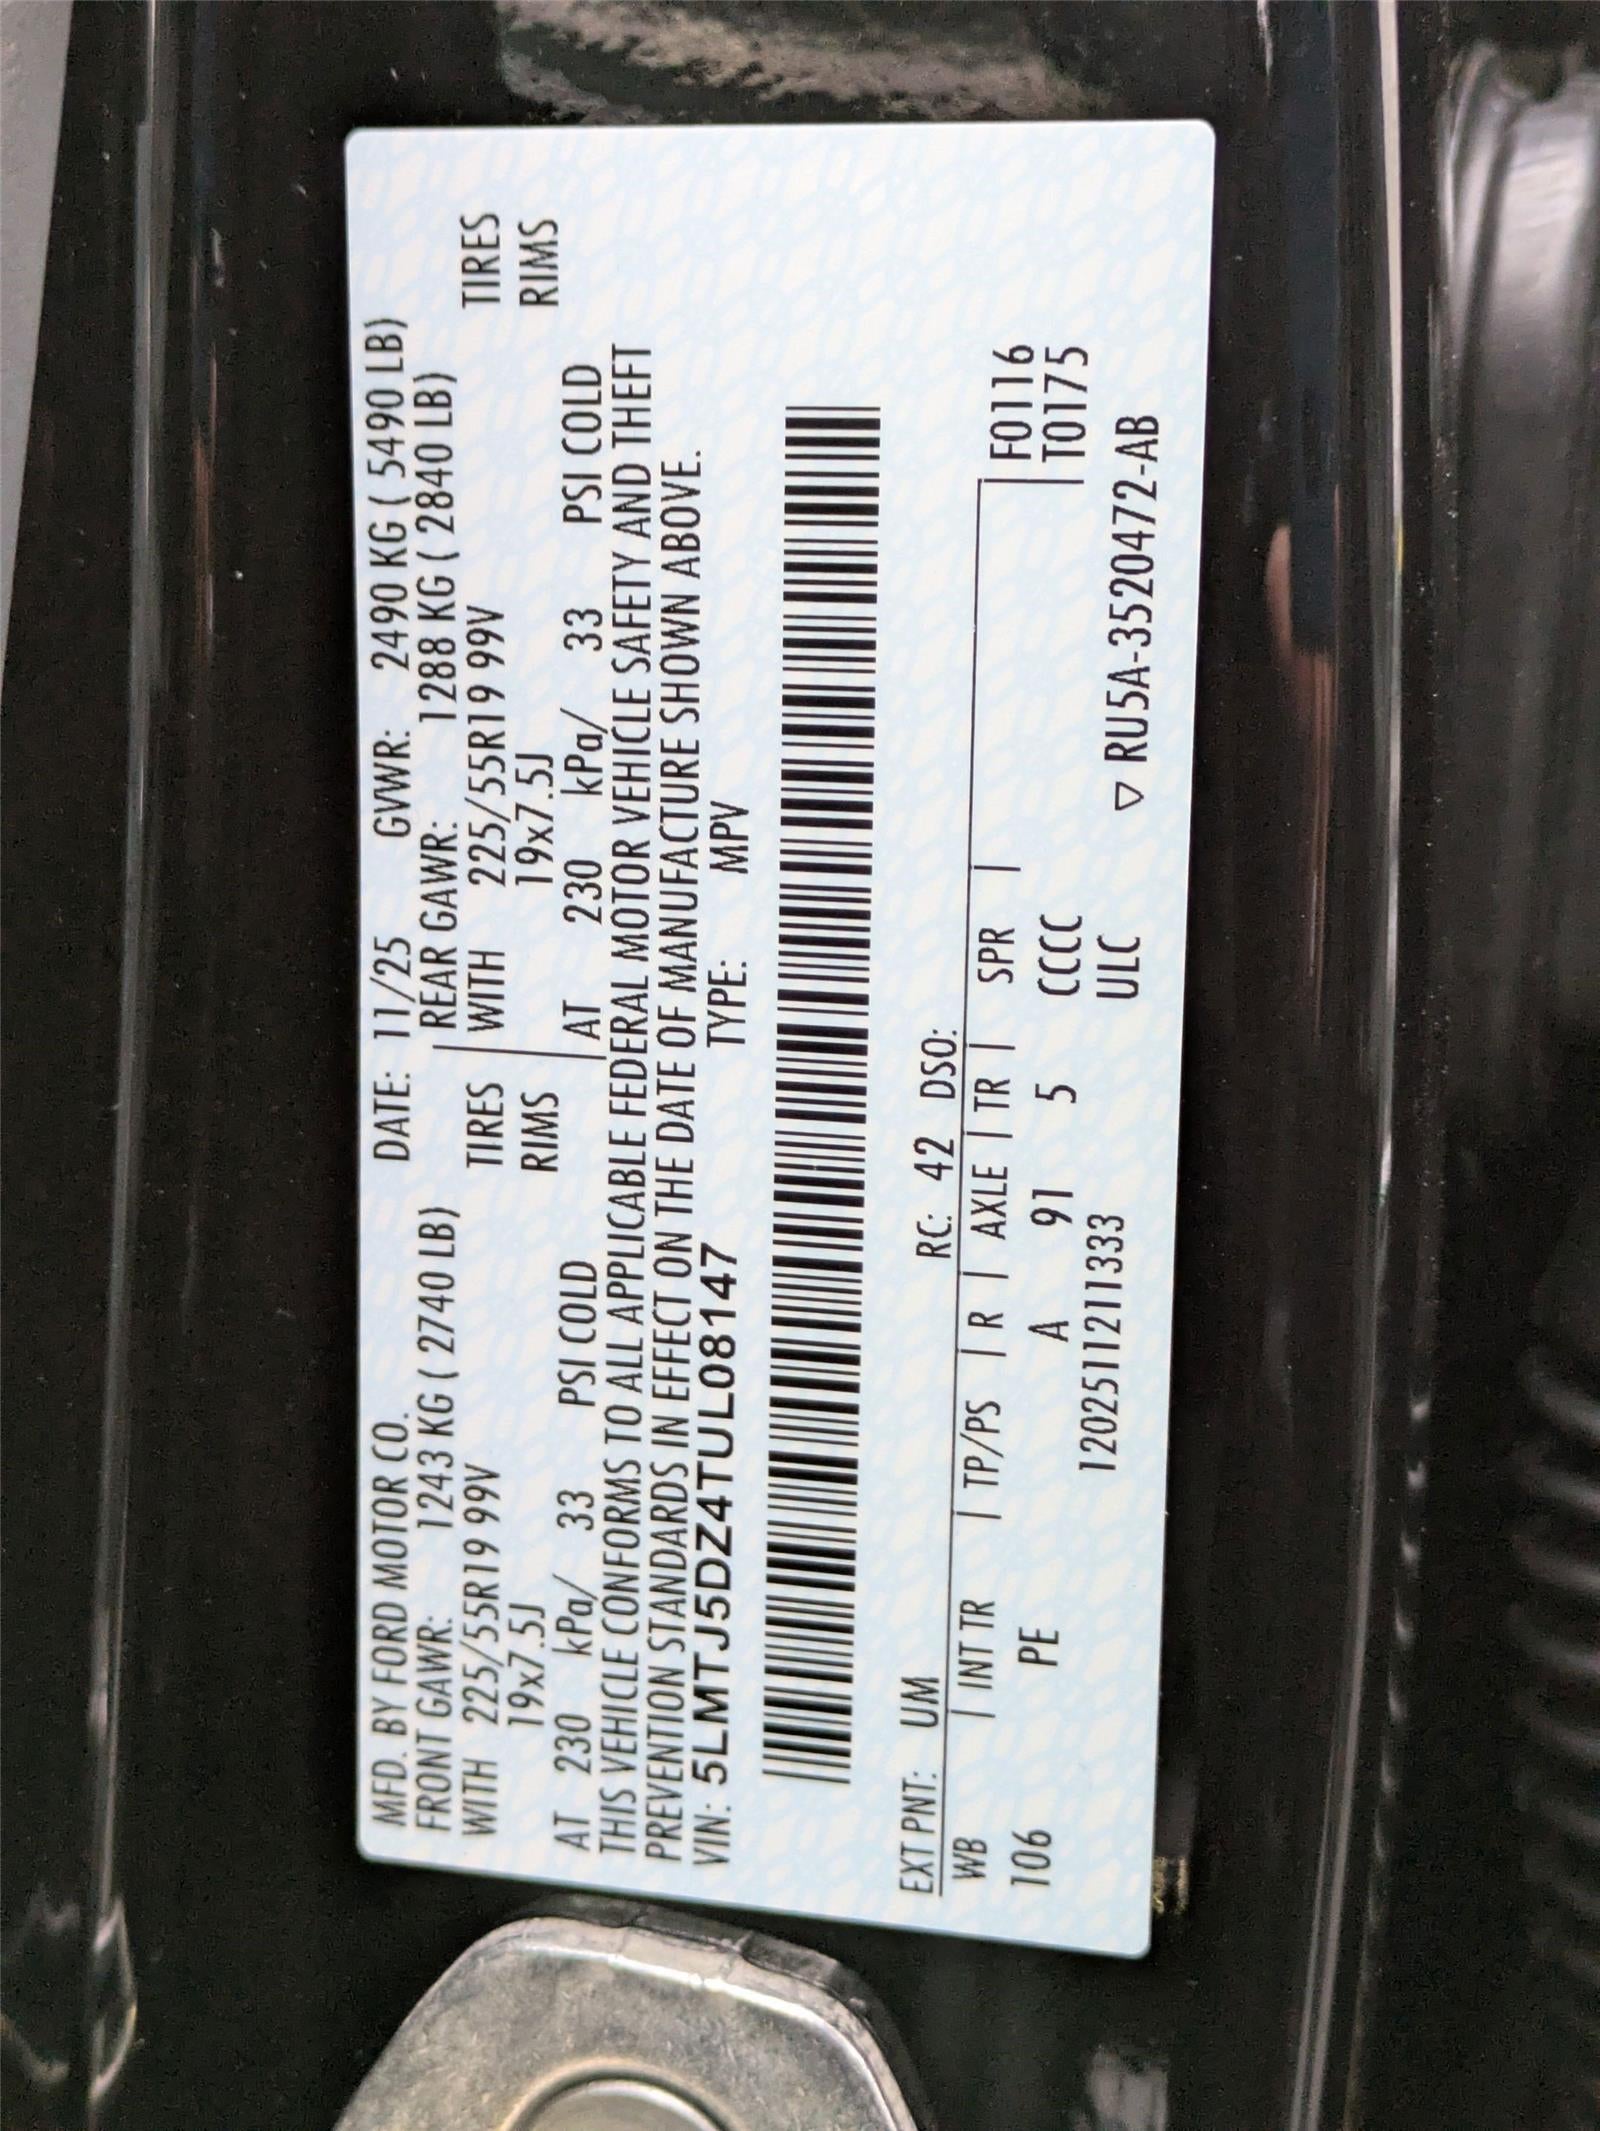 MFD. BY FORD MOTOR CO. DATE: 11/25 GVWR: 2490 KG ( 5490 LB)
FRONT GAWR: 1243 KG ( 2740 LB) REAR GAWR: 1288 KG ( 2840 LB)
WITH 225/55R19 99V TIRES WITH 225/55R19 99V TIRES
19x7.5J RIMS 19x7.5J RIMS
AT 230 kPa/ 33 PSI COLD AT 230 kPa/ 33 PSI COLD
THIS VEHICLE CONFORMS TO ALL APPLICABLE FEDERAL MOTOR VEHICLE SAFETY AND THEFT
PREVENTION STANDARDS IN EFFECT ON THE DATE OF MANUFACTURE SHOWN ABOVE.
VIN: 5LMTJ5DZ4TUL08147 TYPE: MPV
EXT PNT: UM RC: 42 DSO:
WB | INT TR | TP/PS | R | AXLE | TR | SPR | F0116
106 PE A 91 5 CCCC T0175
1202511211333 ULC
▽ RU5A-3520472-AB